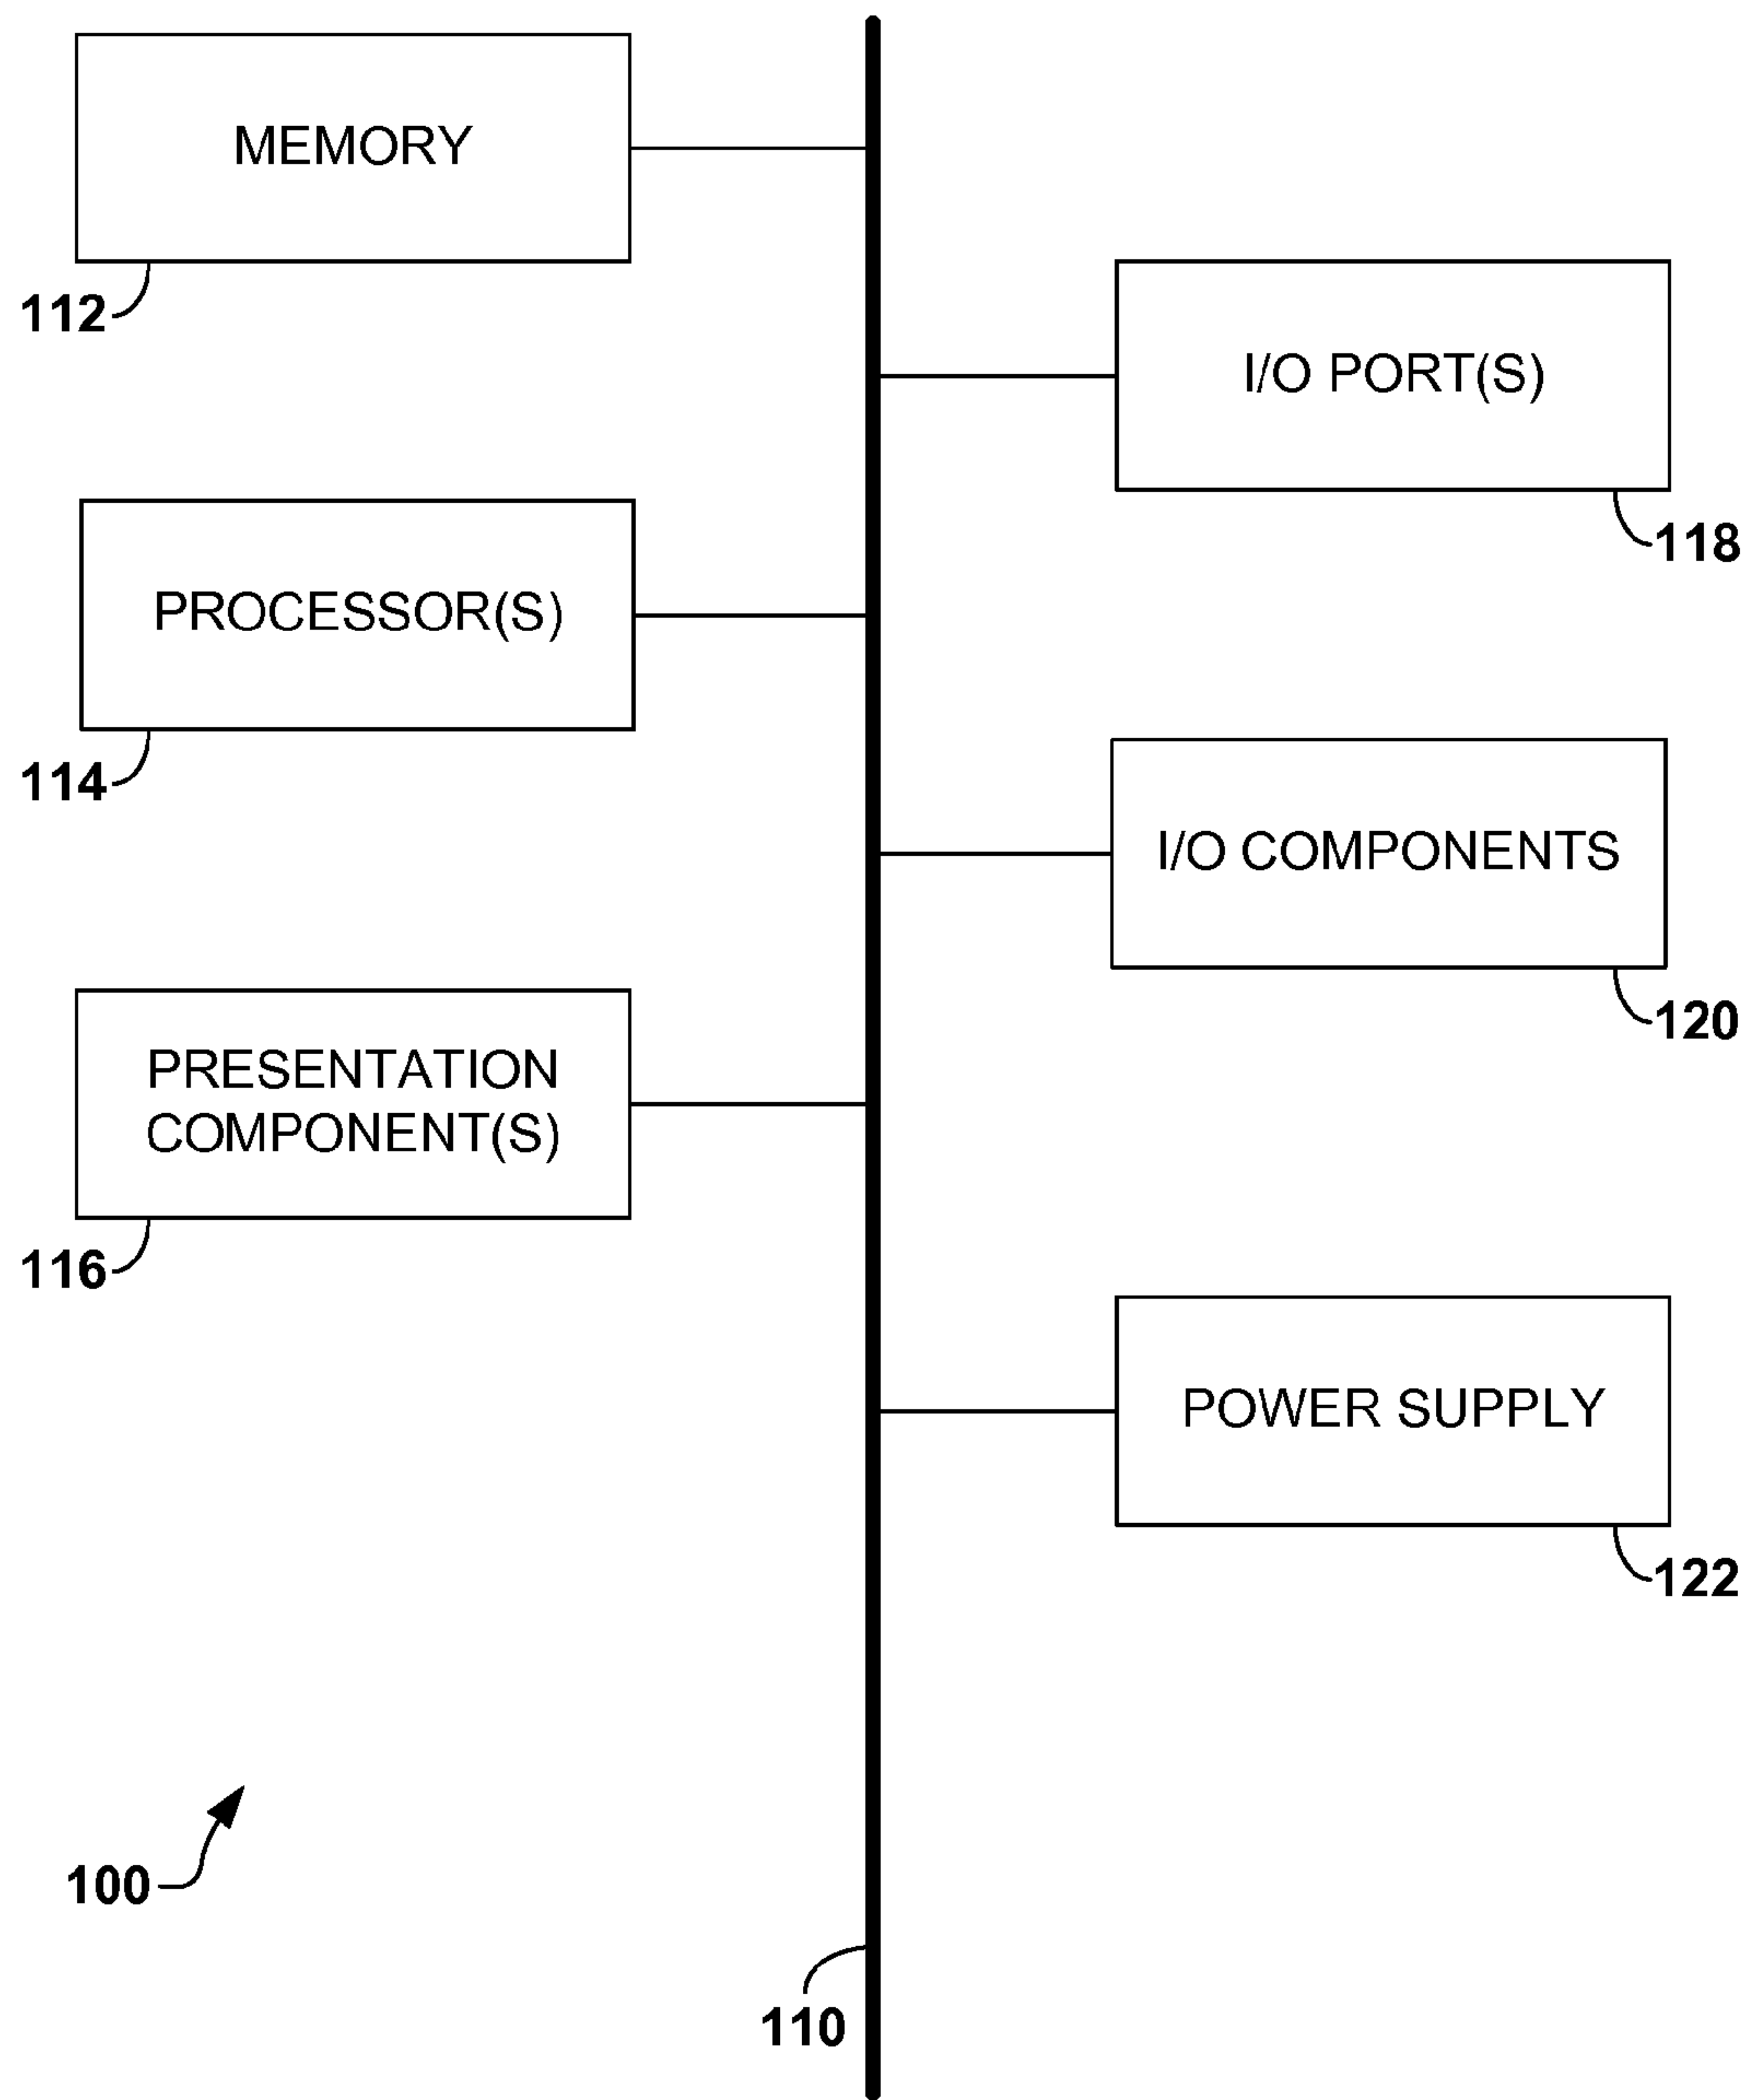 MEMORY
112
I/O PORT(S)
118
PROCESSOR(S)
114
I/O COMPONENTS
120
PRESENTATION
COMPONENT(S)
116
POWER SUPPLY
122
100
110